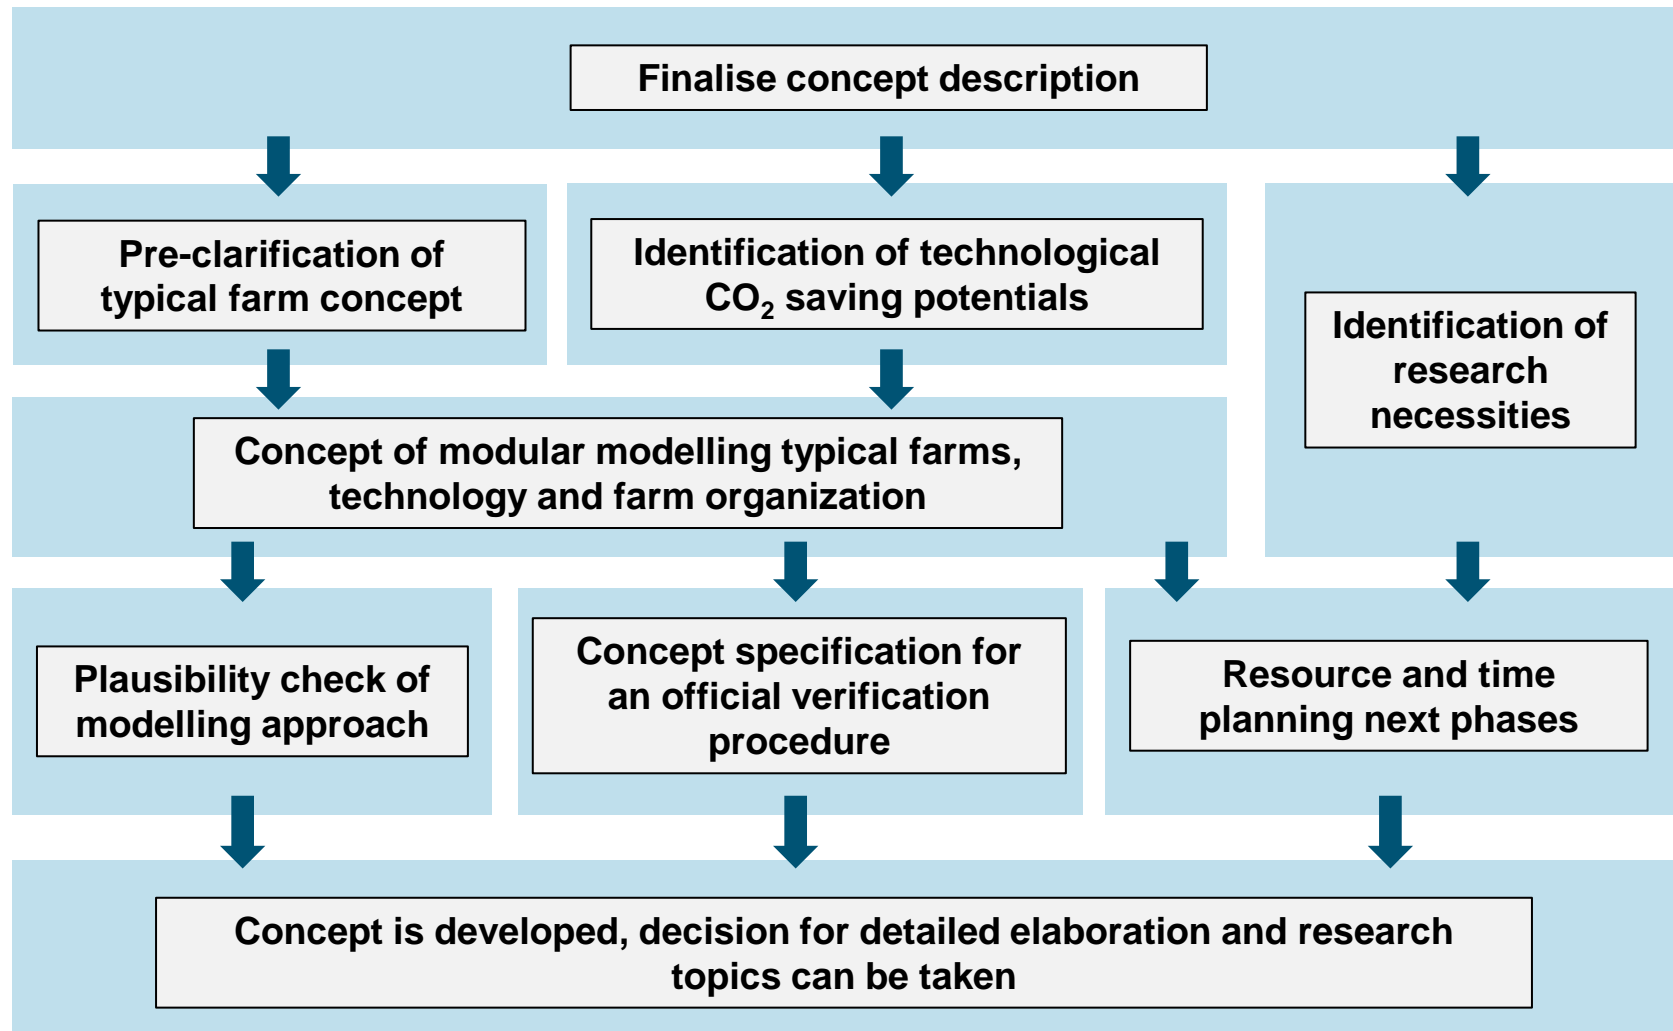 Finalise concept description
Pre-clarification of
typical farm concept
Identification of technological
CO₂ saving potentials
Identification of
research
necessities
Concept of modular modelling typical farms,
technology and farm organization
Plausibility check of
modelling approach
Concept specification for
an official verification
procedure
Resource and time
planning next phases
Concept is developed, decision for detailed elaboration and research
topics can be taken